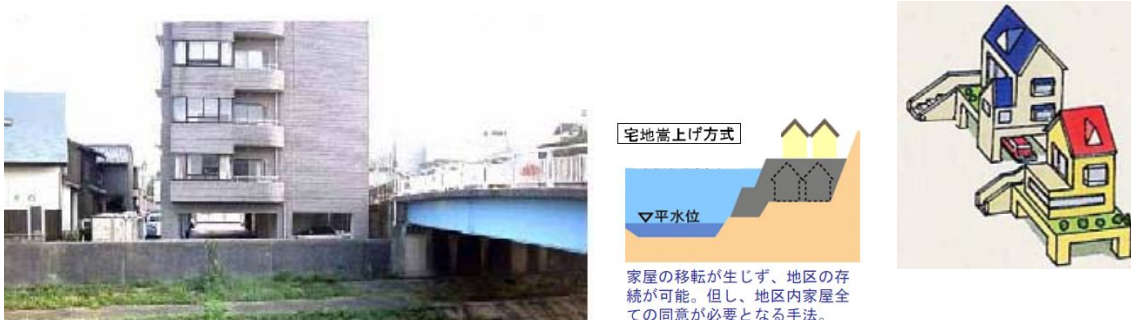 宅地嵩上げ方式
▽平水位
家屋の移転が生じず、地区の存
続が可能。但し、地区内家屋全
ての同意が必要となる手法。